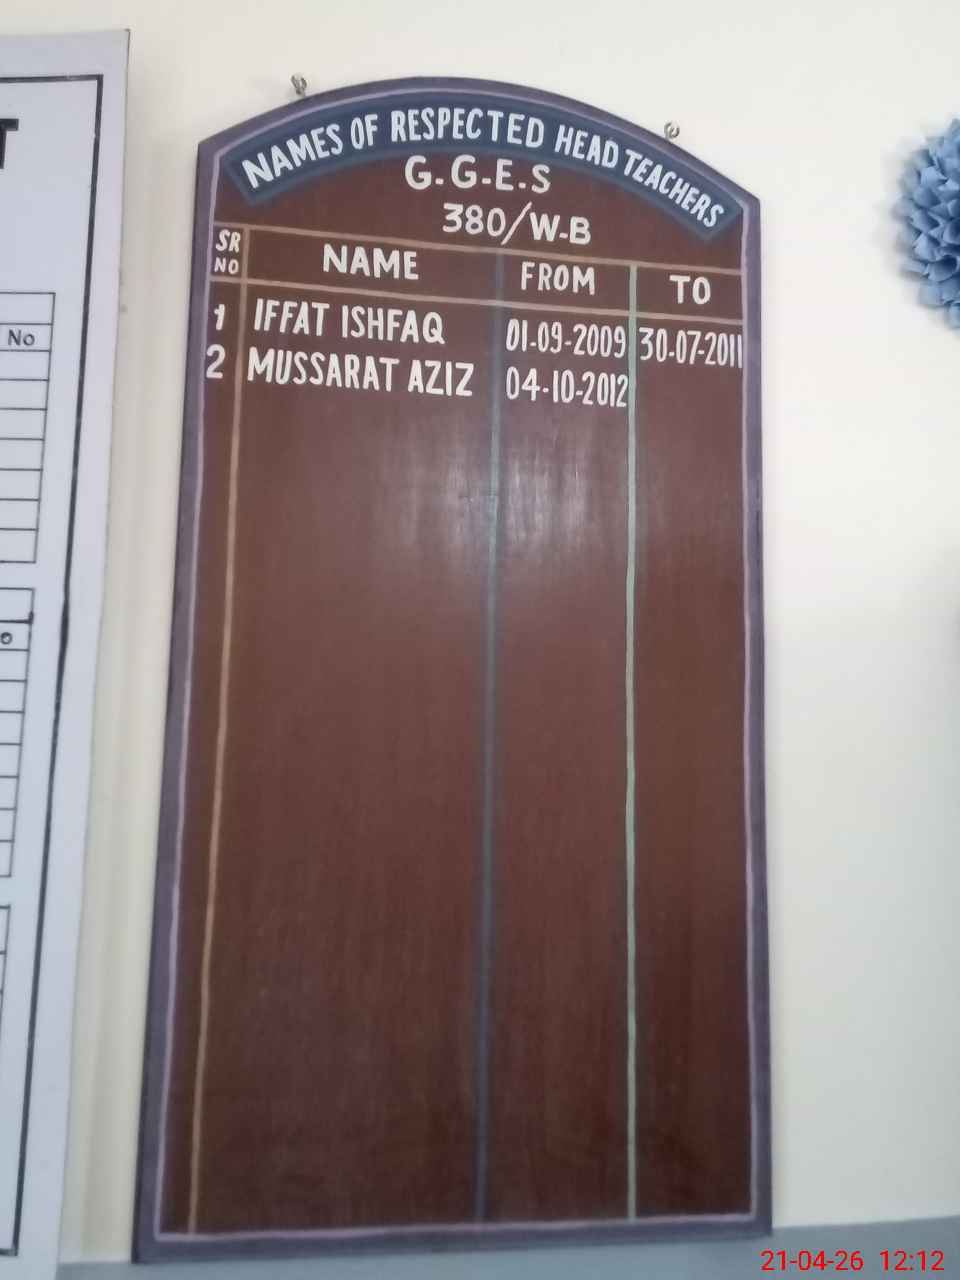 T
No
o
NAMES OF RESPECTED HEAD TEACHERS
G.G.E.S
380/W-B
SR NO NAME FROM TO
1 IFFAT ISHFAQ 01-09-2009 30-07-2011
2 MUSSARAT AZIZ 04-10-2012
21-04-26 12:12